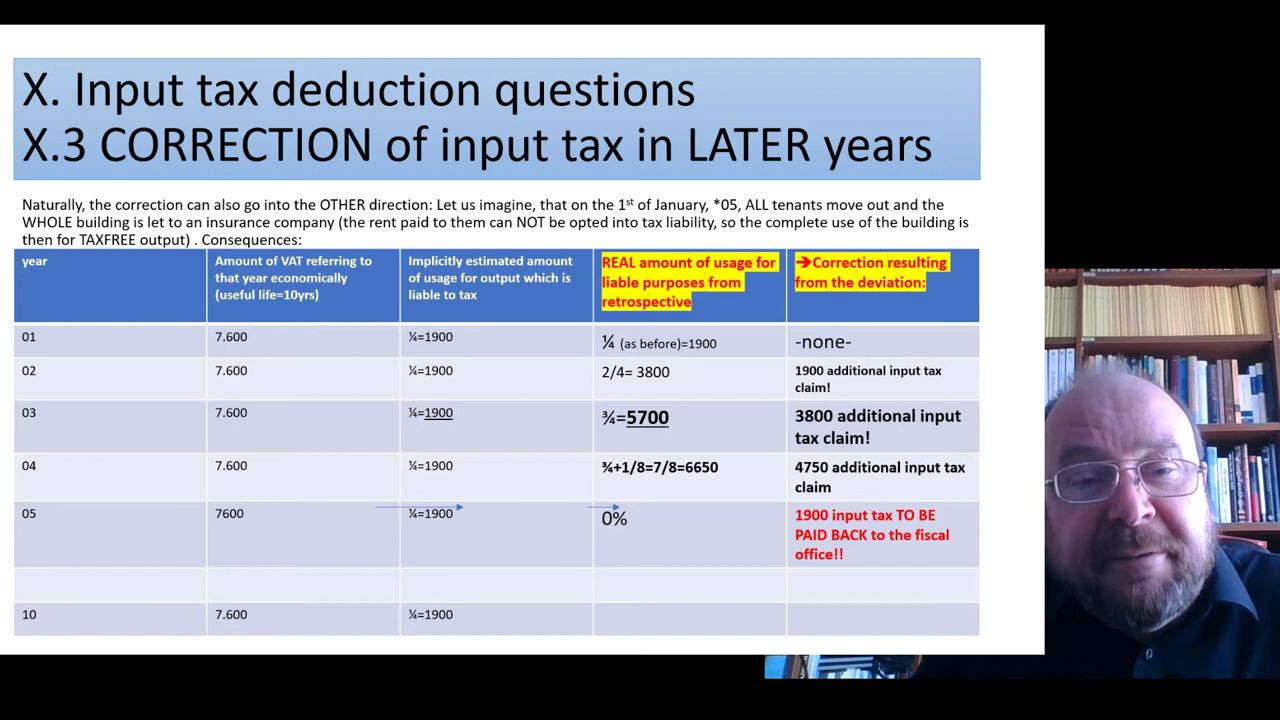 X. Input tax deduction questions
X.3 CORRECTION of input tax in LATER years
Naturally, the correction can also go into the OTHER direction: Let us imagine, that on the 1st of January, *05, ALL tenants move out and the
WHOLE building is let to an insurance company (the rent paid to them can NOT be opted into tax liability, so the complete use of the building is
then for TAXFREE output) . Consequences:
year
Amount of VAT referring to
that year economically
(useful life=10yrs)
Implicitly estimated amount
of usage for output which is
liable to tax
REAL amount of usage for
liable purposes from
retrospective
➔Correction resulting
from the deviation:
01
7.600
¼=1900
¼ (as before)=1900
-none-
02
7.600
¼=1900
2/4= 3800
1900 additional input tax
claim!
03
7.600
¼=1900
¾=5700
3800 additional input
tax claim!
04
7.600
¼=1900
¾+1/8=7/8=6650
4750 additional input tax
claim
05
7600
¼=1900
0%
1900 input tax TO BE
PAID BACK to the fiscal
office!!
10
7.600
¼=1900